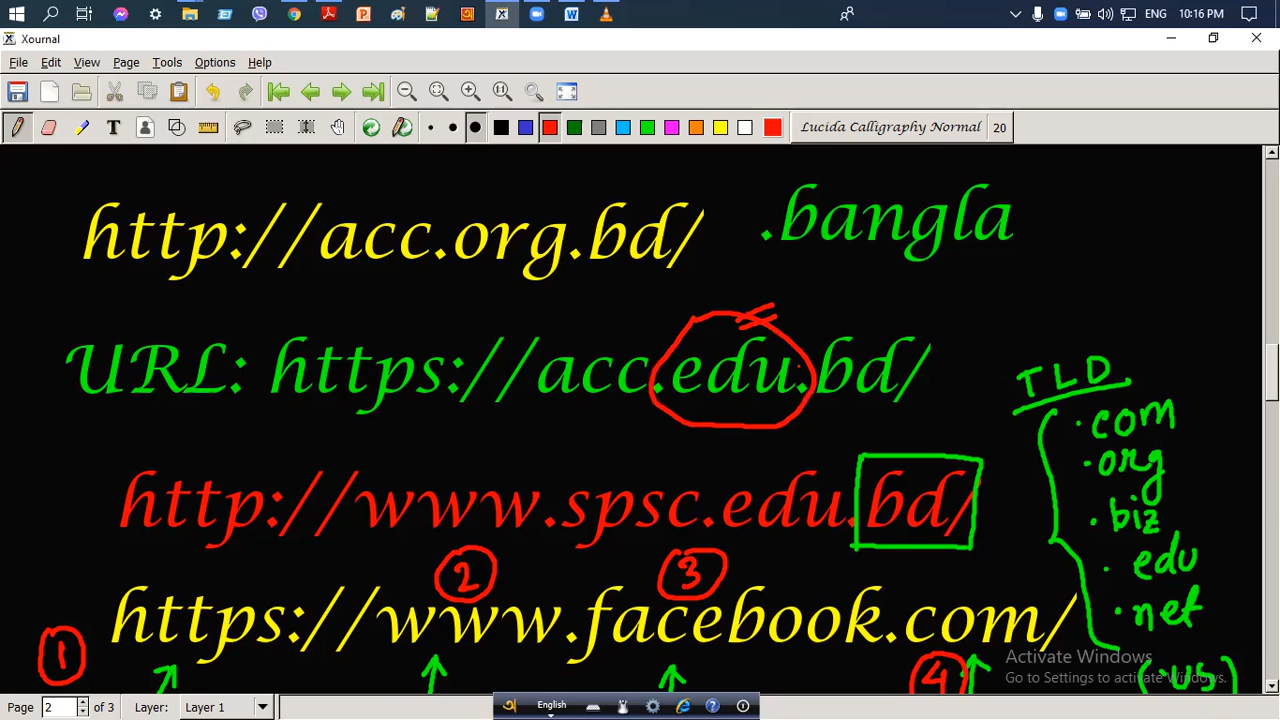 ENG 10:16 PM
Xournal
File Edit View Page Tools Options Help
Lucida Calligraphy Normal 20
http://acc.org.bd/ .bangla
URL: https://acc.edu.bd/
TLD
.com
.org
http://www.spsc.edu.bd/
.biz
.edu
2 3
https://www.facebook.com/
.net
1 4
(.us)
Activate Windows
Go to Settings to activate Windows.
Page 2 of 3 Layer: Layer 1
English